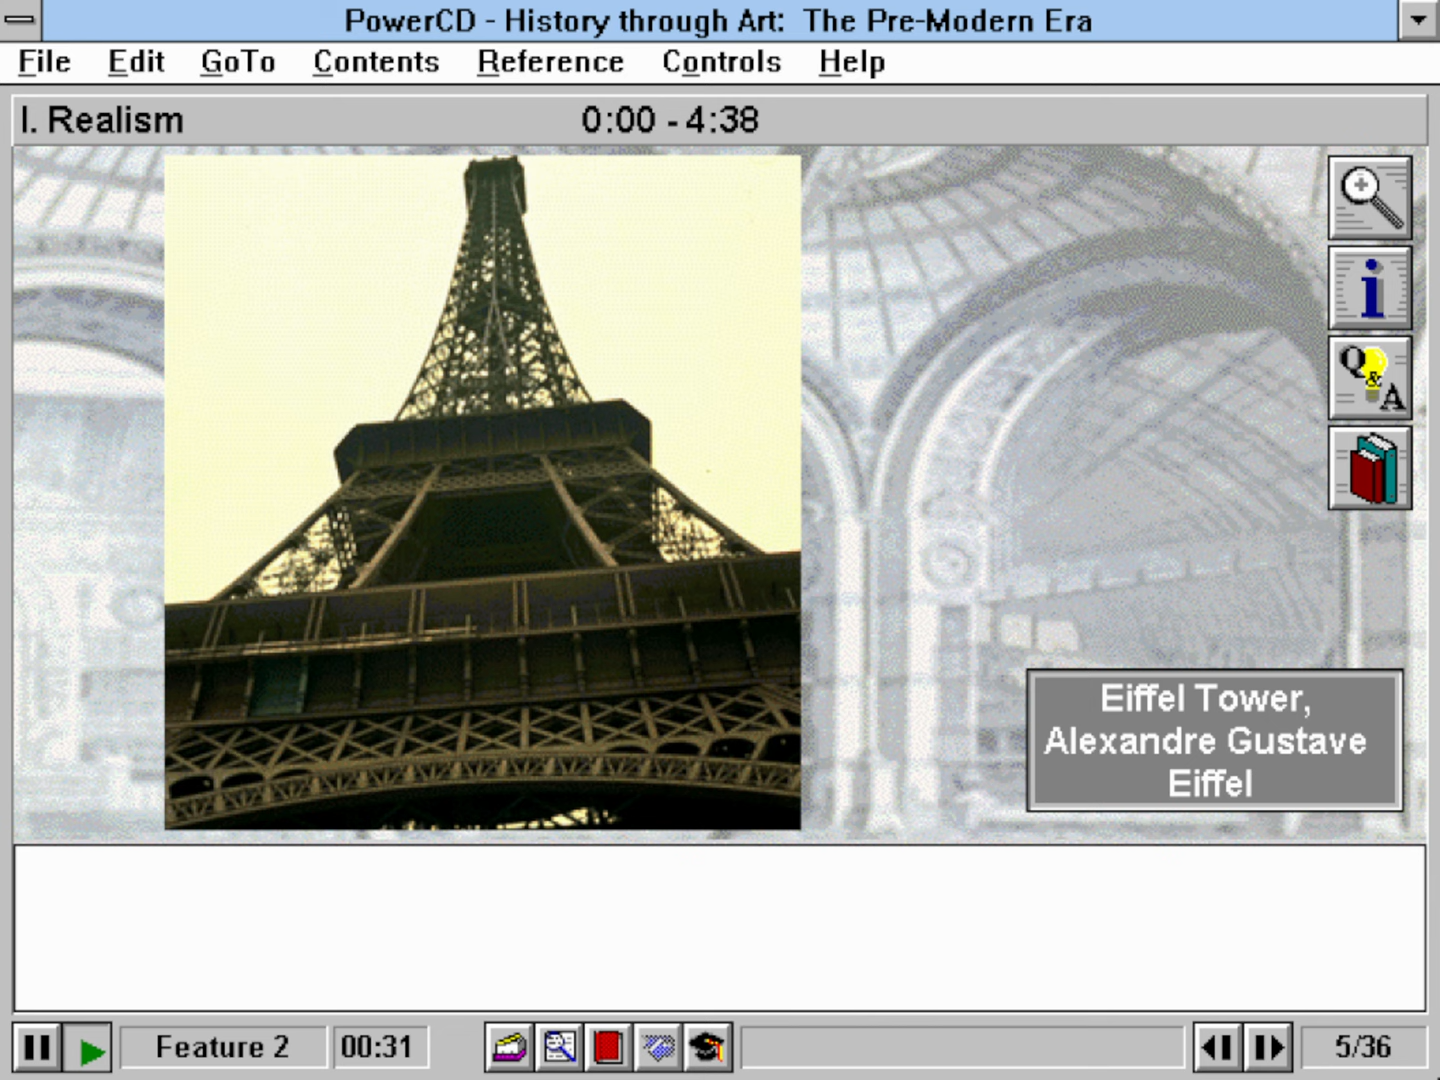 PowerCD - History through Art:  The Pre-Modern Era
File Edit GoTo Contents Reference Controls Help
I. Realism 0:00 - 4:38
i
Q & A
Eiffel Tower,
Alexandre Gustave
Eiffel
Feature 2 00:31 5/36